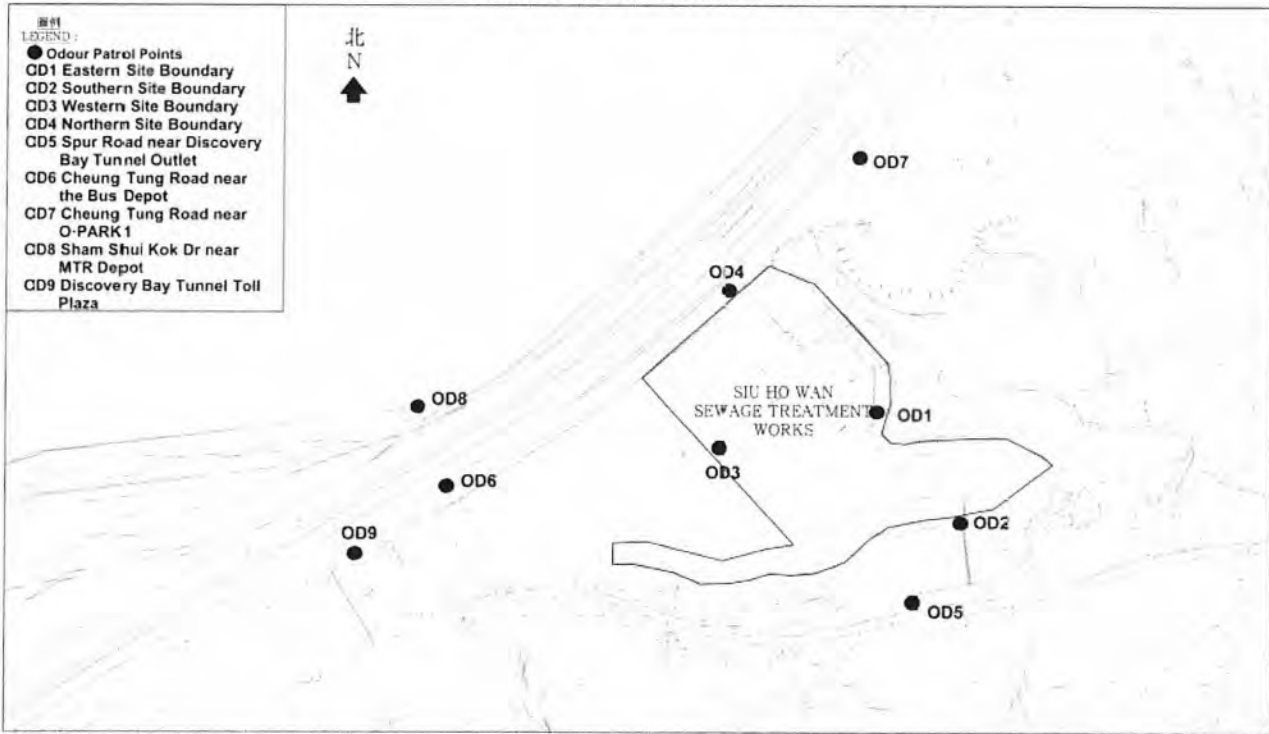 圖例
LEGEND :
Odour Patrol Points
OD1 Eastern Site Boundary
OD2 Southern Site Boundary
OD3 Western Site Boundary
OD4 Northern Site Boundary
OD5 Spur Road near Discovery
Bay Tunnel Outlet
OD6 Cheung Tung Road near
the Bus Depot
OD7 Cheung Tung Road near
O·PARK1
OD8 Sham Shui Kok Dr near
MTR Depot
OD9 Discovery Bay Tunnel Toll
Plaza
北
N
OD7
OD4
OD8
SIU HO WAN
SEWAGE TREATMENT
WORKS
OD1
OD3
OD6
OD9
OD2
OD5